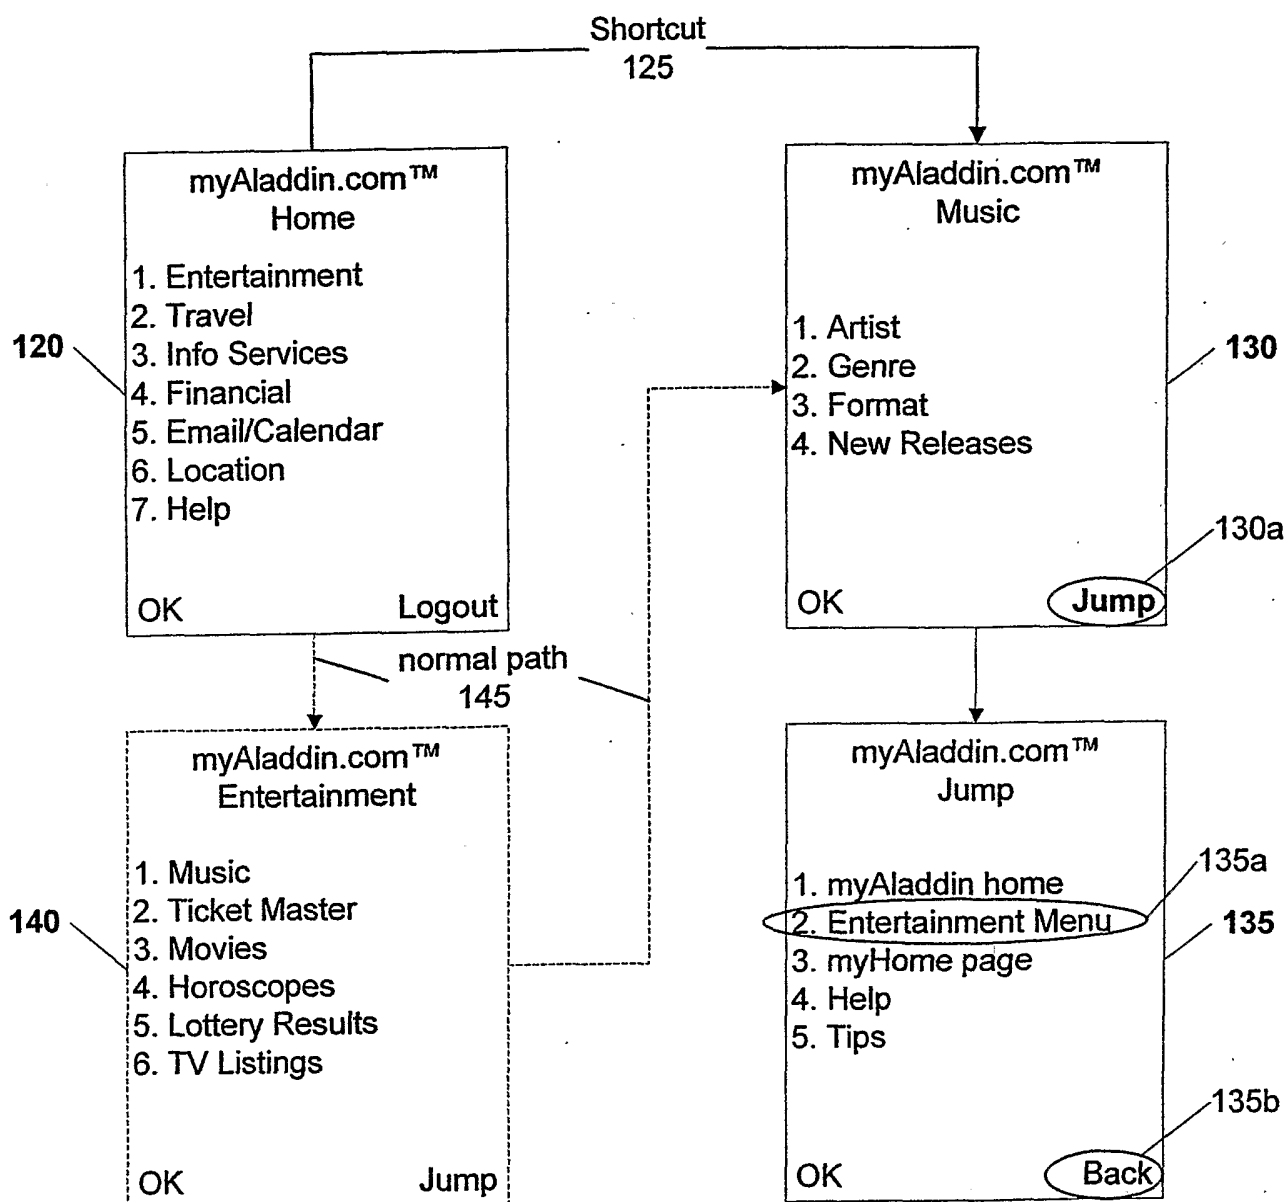 Shortcut
125
myAladdin.com™
Home
1. Entertainment
2. Travel
3. Info Services
4. Financial
5. Email/Calendar
6. Location
7. Help
OK Logout
120
myAladdin.com™
Music
1. Artist
2. Genre
3. Format
4. New Releases
OK Jump
130
130a
normal path
145
myAladdin.com™
Entertainment
1. Music
2. Ticket Master
3. Movies
4. Horoscopes
5. Lottery Results
6. TV Listings
OK Jump
140
myAladdin.com™
Jump
1. myAladdin home
2. Entertainment Menu
3. myHome page
4. Help
5. Tips
OK Back
135a
135
135b